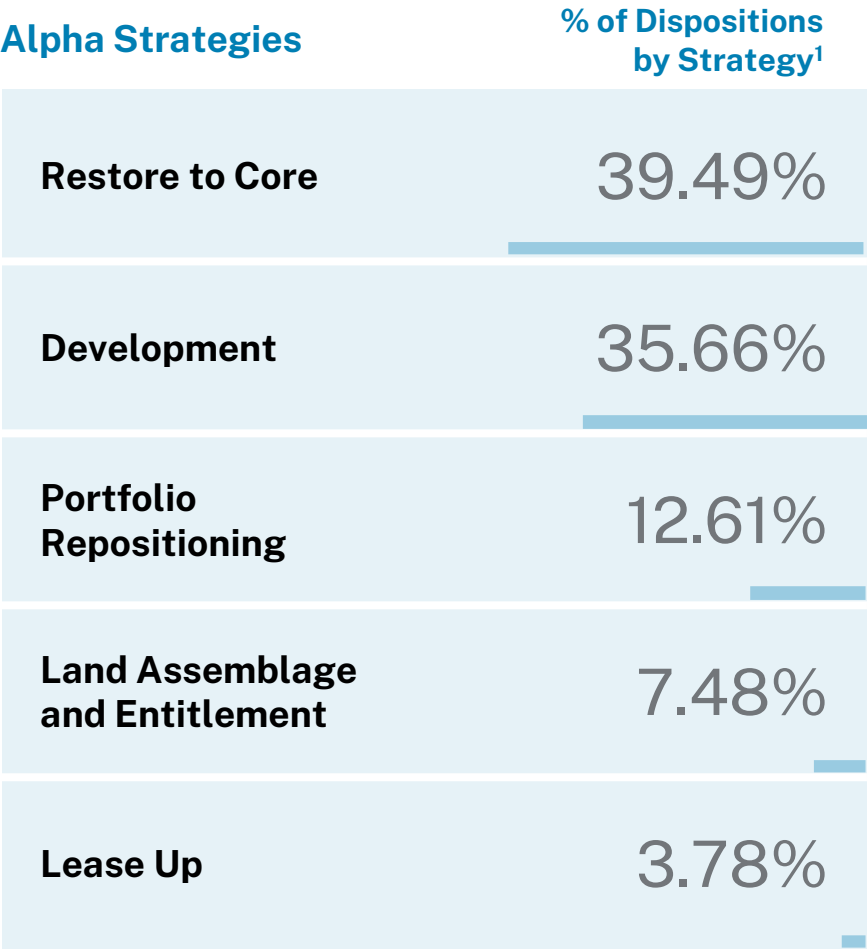 Alpha Strategies
% of Dispositions
by Strategy¹
Restore to Core
39.49%
Development
35.66%
Portfolio
Repositioning
12.61%
Land Assemblage
and Entitlement
7.48%
Lease Up
3.78%